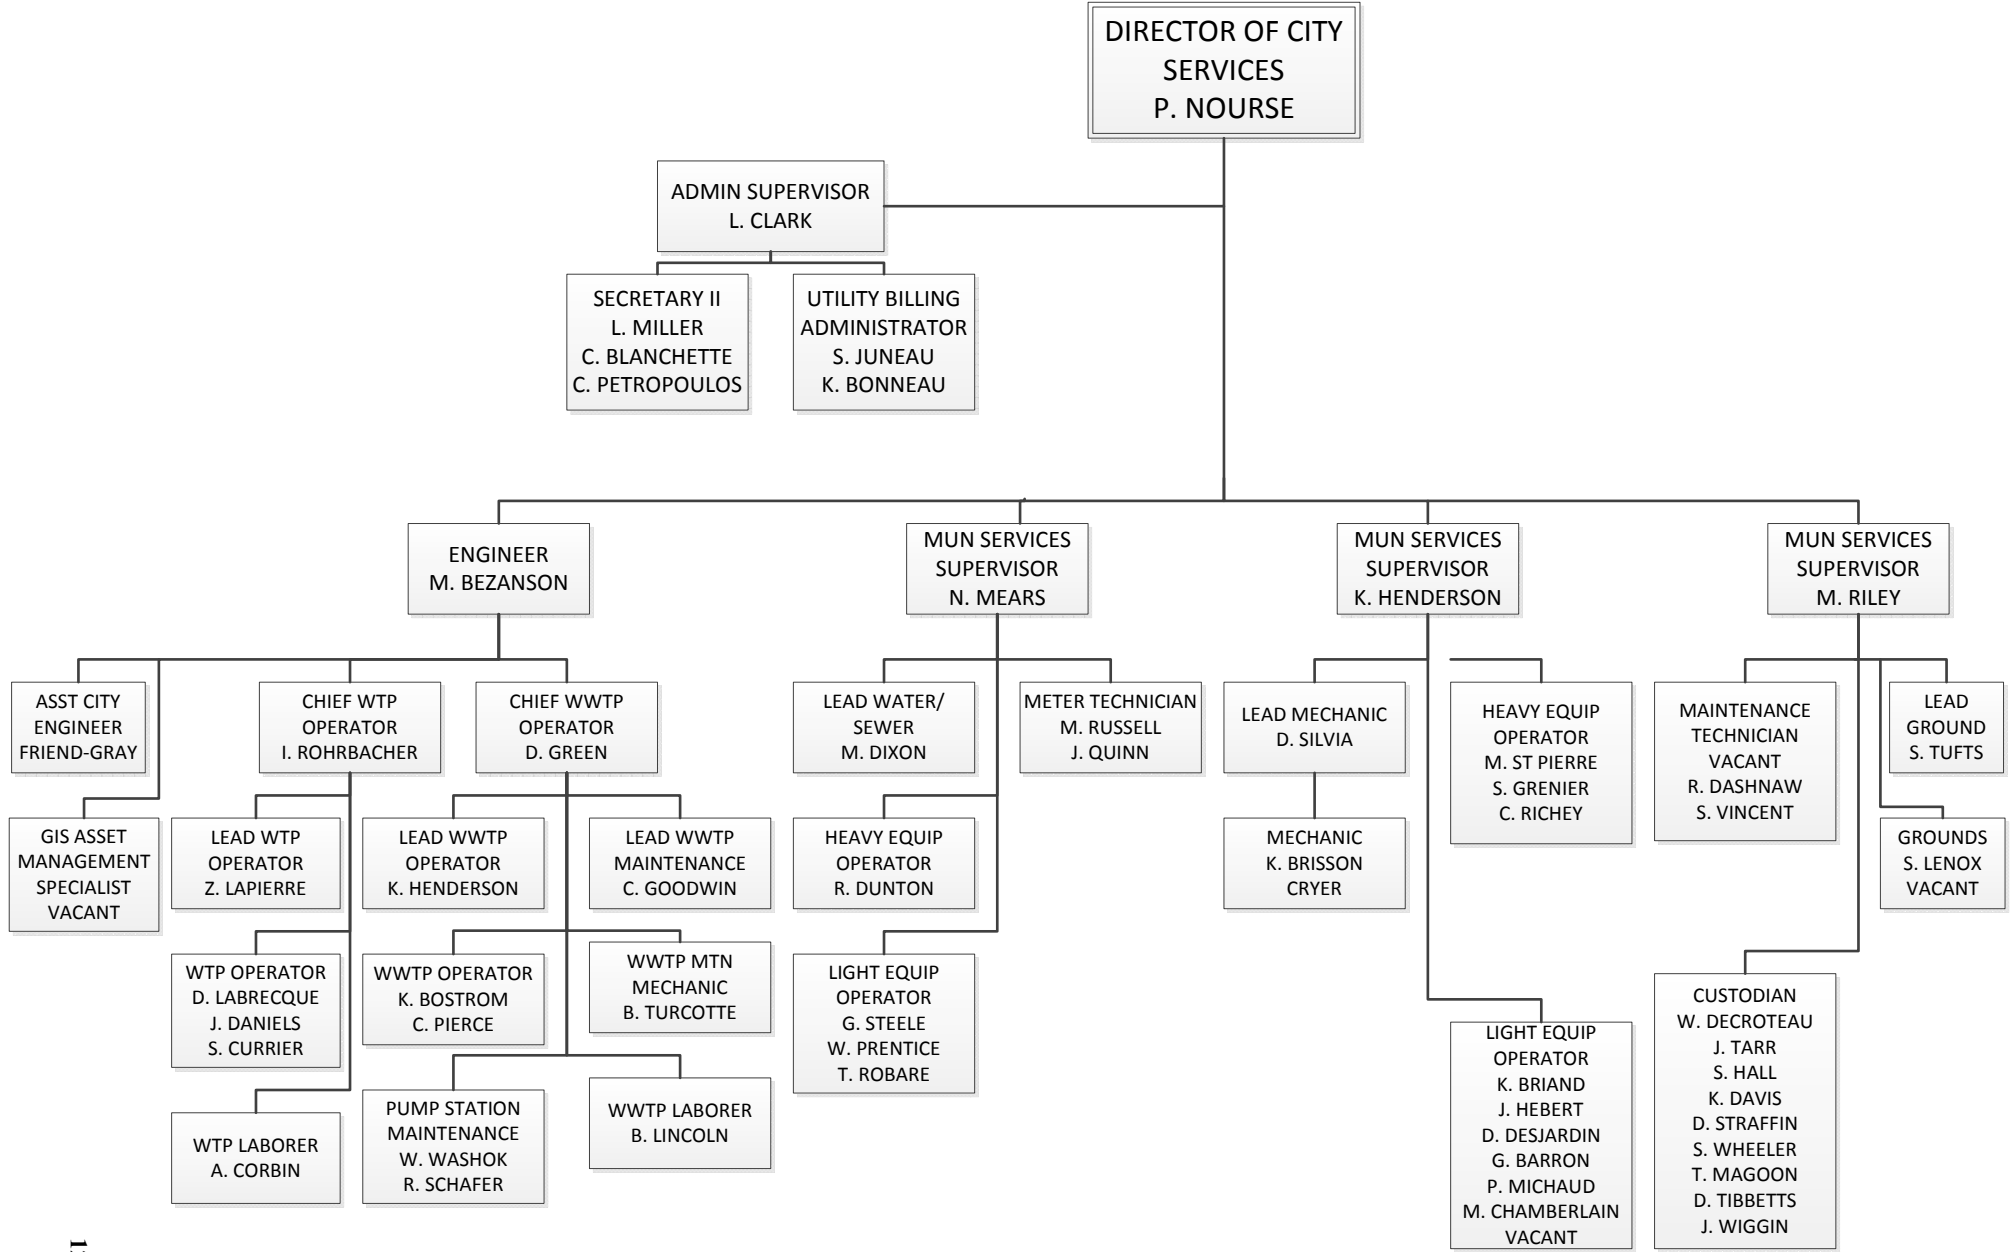 DIRECTOR OF CITY
SERVICES
P. NOURSE
ADMIN SUPERVISOR
L. CLARK
SECRETARY II
L. MILLER
C. BLANCHETTE
C. PETROPOULOS
UTILITY BILLING
ADMINISTRATOR
S. JUNEAU
K. BONNEAU
ENGINEER
M. BEZANSON
MUN SERVICES
SUPERVISOR
N. MEARS
MUN SERVICES
SUPERVISOR
K. HENDERSON
MUN SERVICES
SUPERVISOR
M. RILEY
ASST CITY
ENGINEER
FRIEND-GRAY
CHIEF WTP
OPERATOR
I. ROHRBACHER
CHIEF WWTP
OPERATOR
D. GREEN
LEAD WATER/
SEWER
M. DIXON
METER TECHNICIAN
M. RUSSELL
J. QUINN
LEAD MECHANIC
D. SILVIA
HEAVY EQUIP
OPERATOR
M. ST PIERRE
S. GRENIER
C. RICHEY
MAINTENANCE
TECHNICIAN
VACANT
R. DASHNAW
S. VINCENT
LEAD
GROUND
S. TUFTS
GIS ASSET
MANAGEMENT
SPECIALIST
VACANT
LEAD WTP
OPERATOR
Z. LAPIERRE
LEAD WWTP
OPERATOR
K. HENDERSON
LEAD WWTP
MAINTENANCE
C. GOODWIN
HEAVY EQUIP
OPERATOR
R. DUNTON
MECHANIC
K. BRISSON
CRYER
GROUNDS
S. LENOX
VACANT
WTP OPERATOR
D. LABRECQUE
J. DANIELS
S. CURRIER
WWTP OPERATOR
K. BOSTROM
C. PIERCE
WWTP MTN
MECHANIC
B. TURCOTTE
LIGHT EQUIP
OPERATOR
G. STEELE
W. PRENTICE
T. ROBARE
LIGHT EQUIP
OPERATOR
K. BRIAND
J. HEBERT
D. DESJARDIN
G. BARRON
P. MICHAUD
M. CHAMBERLAIN
VACANT
CUSTODIAN
W. DECROTEAU
J. TARR
S. HALL
K. DAVIS
D. STRAFFIN
S. WHEELER
T. MAGOON
D. TIBBETTS
J. WIGGIN
WTP LABORER
A. CORBIN
PUMP STATION
MAINTENANCE
W. WASHOK
R. SCHAFER
WWTP LABORER
B. LINCOLN